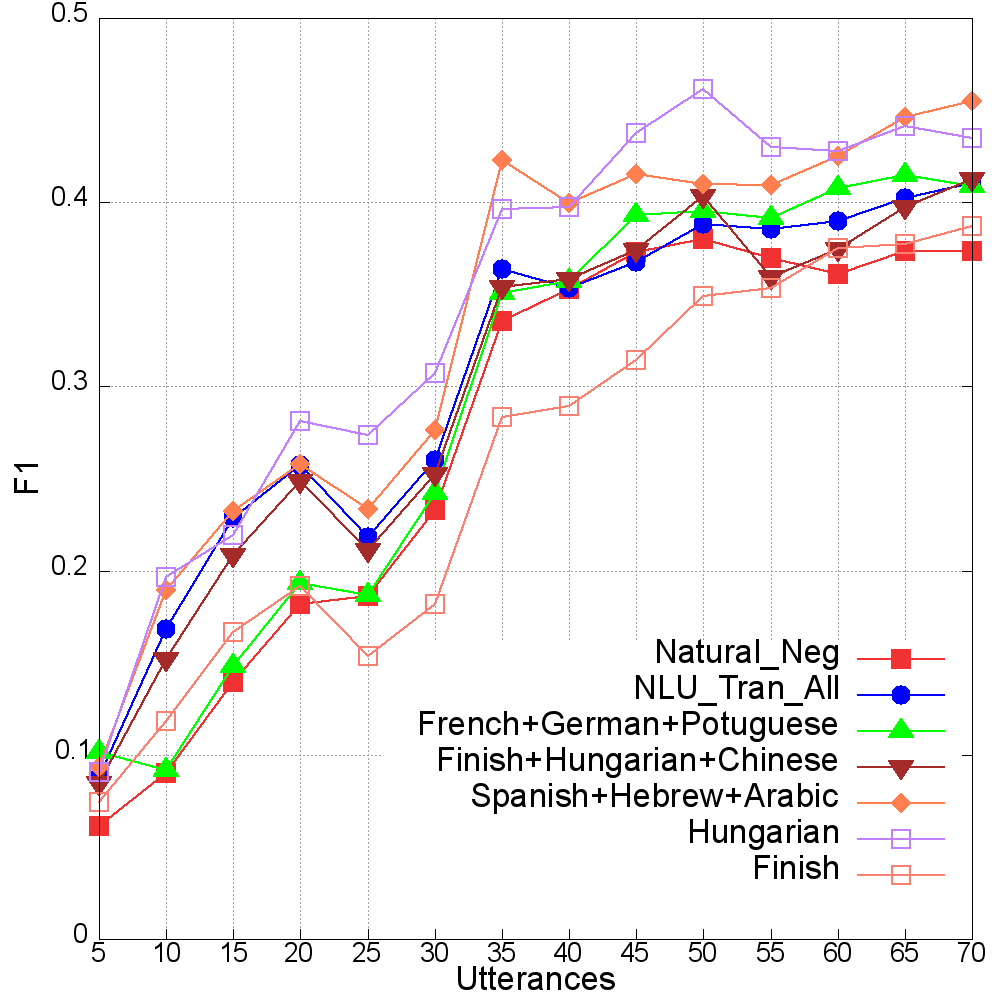 0.5
0.4
0.3
0.2
0.1
0
F1
5 10 15 20 25 30 35 40 45 50 55 60 65 70
Utterances
Natural_Neg
NLU_Tran_All
French+German+Potuguese
Finish+Hungarian+Chinese
Spanish+Hebrew+Arabic
Hungarian
Finish